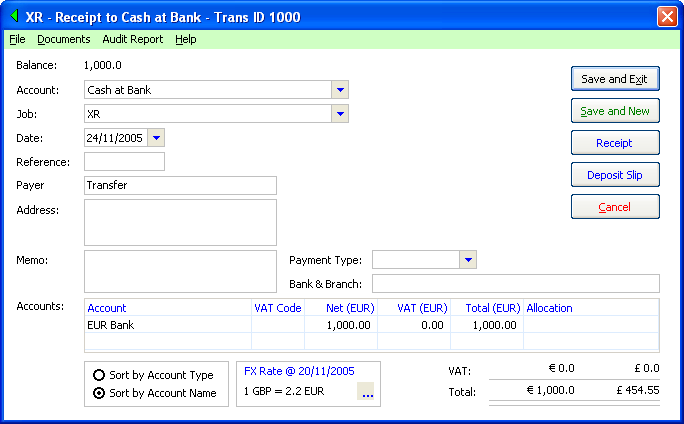 XR - Receipt to Cash at Bank - Trans ID 1000
File Documents Audit Report Help
Balance: 1,000.0
Account: Cash at Bank
Save and Exit
Job: XR
Save and New
Date: 24/11/2005
Receipt
Reference:
Payer Transfer
Deposit Slip
Address:
Cancel
Memo:
Payment Type:
Bank & Branch:
Accounts:
Account VAT Code Net (EUR) VAT (EUR) Total (EUR) Allocation
EUR Bank 1,000.00 0.00 1,000.00
Sort by Account Type
Sort by Account Name
FX Rate @ 20/11/2005
1 GBP = 2.2 EUR ...
VAT: € 0.0 £ 0.0
Total: € 1,000.0 £ 454.55